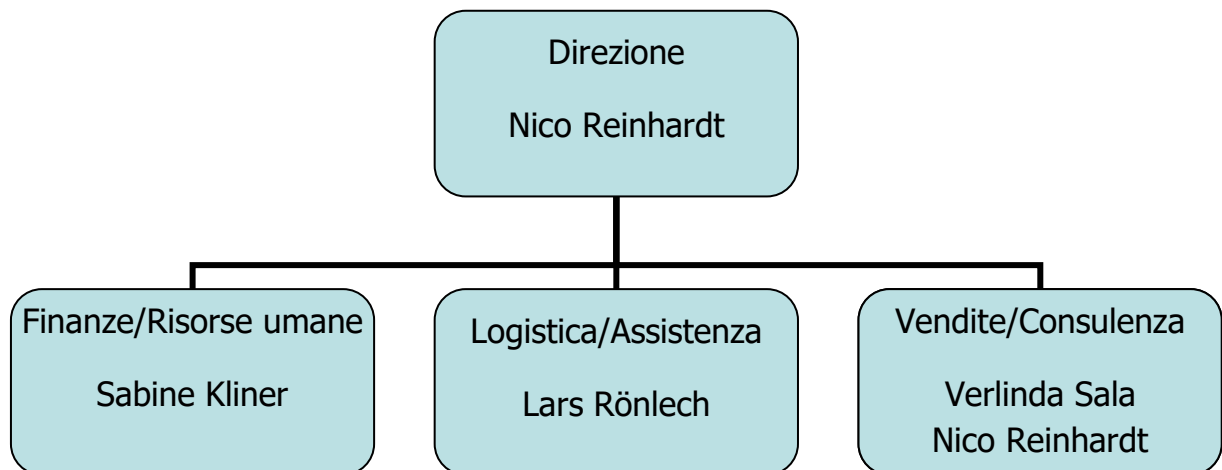 Direzione
Nico Reinhardt
Finanze/Risorse umane
Sabine Kliner
Logistica/Assistenza
Lars Rönlech
Vendite/Consulenza
Verlinda Sala
Nico Reinhardt